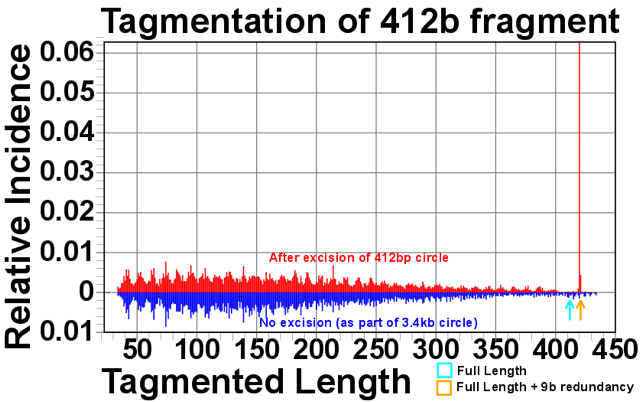 Tagmentation of 412b fragment
Relative Incidence
0.06
0.05
0.04
0.03
0.02
0.01
0
0.01
After excision of 412bp circle
No excision (as part of 3.4kb circle)
50 100 150 200 250 300 350 400 450
Tagmented Length
Full Length
Full Length + 9b redundancy